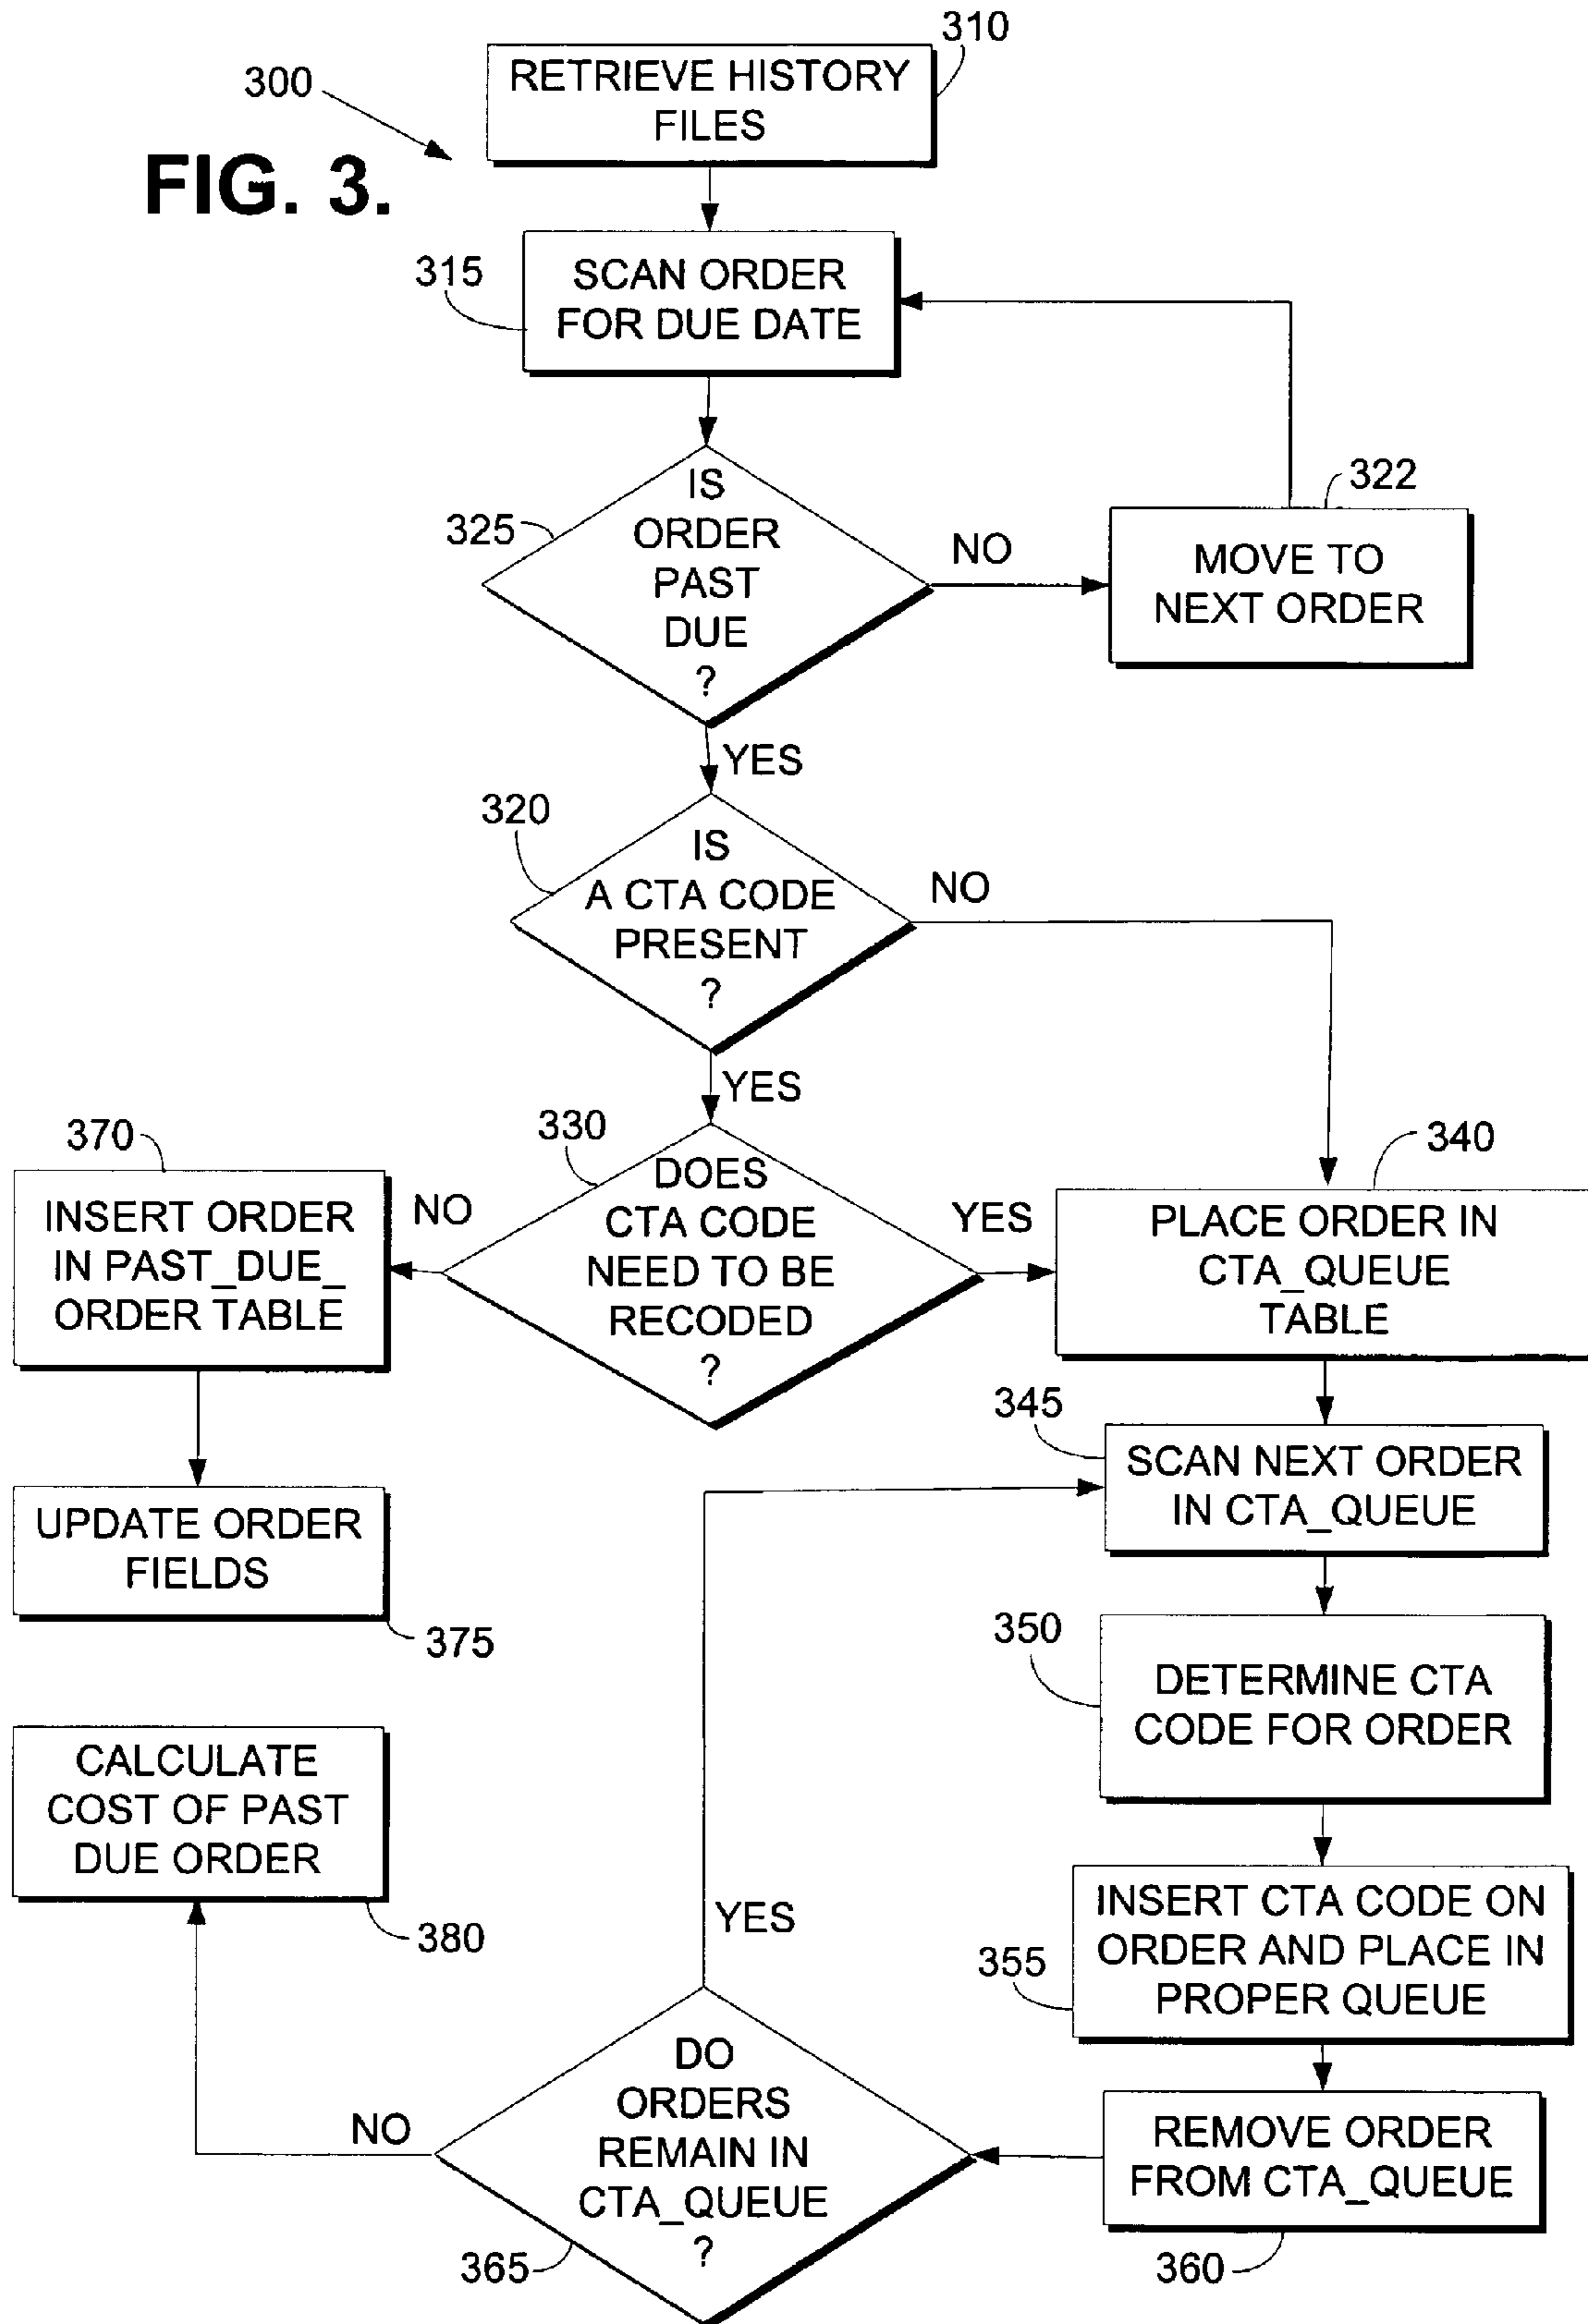 310
RETRIEVE HISTORY
FILES
300
FIG. 3.
315
SCAN ORDER
FOR DUE DATE
322
MOVE TO
NEXT ORDER
325
IS
ORDER
PAST
DUE
?
NO
YES
320
IS
A CTA CODE
PRESENT
?
NO
YES
330
DOES
CTA CODE
NEED TO BE
RECODED
?
NO
YES
370
INSERT ORDER
IN PAST_DUE_
ORDER TABLE
340
PLACE ORDER IN
CTA_QUEUE
TABLE
345
SCAN NEXT ORDER
IN CTA_QUEUE
UPDATE ORDER
FIELDS
375
350
DETERMINE CTA
CODE FOR ORDER
CALCULATE
COST OF PAST
DUE ORDER
380
355
INSERT CTA CODE ON
ORDER AND PLACE IN
PROPER QUEUE
YES
DO
ORDERS
REMAIN IN
CTA_QUEUE
?
NO
365
REMOVE ORDER
FROM CTA_QUEUE
360